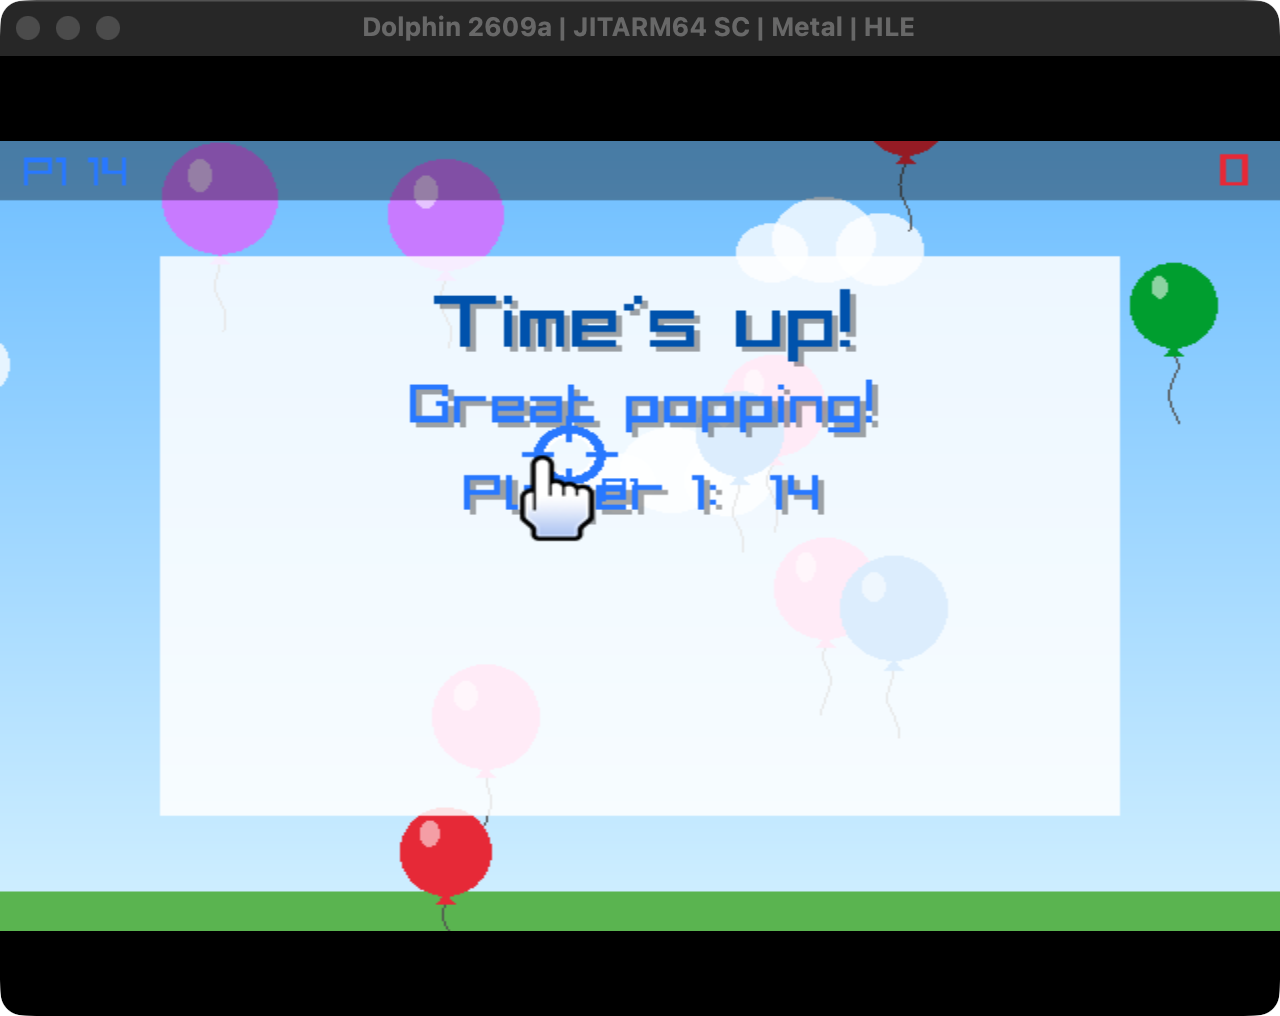 Dolphin 2609a | JITARM64 SC | Metal | HLE
P1 14
0
Time's up!
Great popping!
1: 14